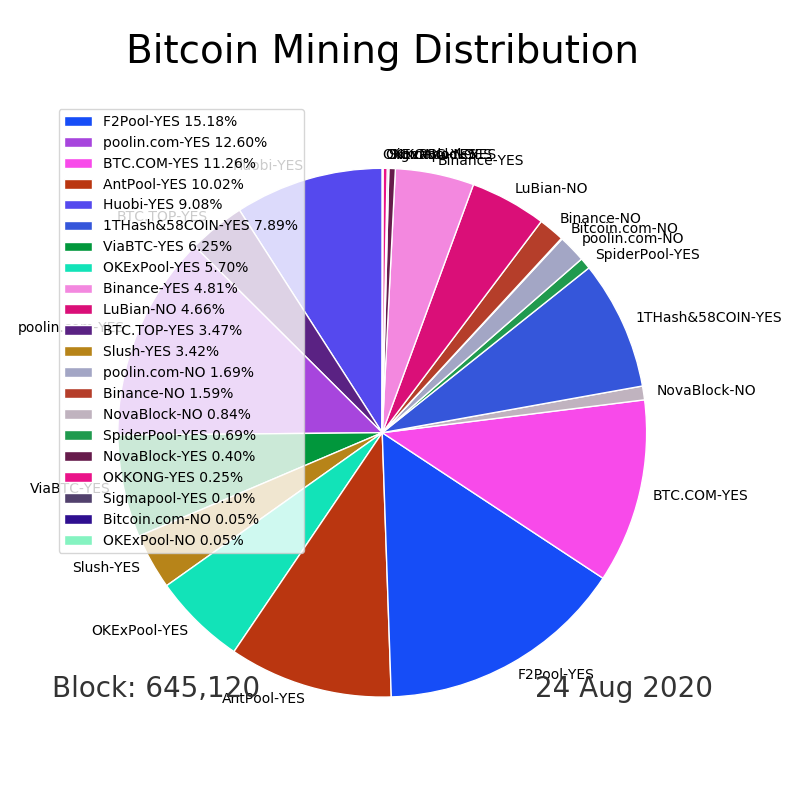 Bitcoin Mining Distribution
F2Pool-YES 15.18%
poolin.com-YES 12.60%
BTC.COM-YES 11.26%
AntPool-YES 10.02%
Huobi-YES 9.08%
1THash&58COIN-YES 7.89%
ViaBTC-YES 6.25%
OKExPool-YES 5.70%
Binance-YES 4.81%
LuBian-NO 4.66%
BTC.TOP-YES 3.47%
Slush-YES 3.42%
poolin.com-NO 1.69%
Binance-NO 1.59%
NovaBlock-NO 0.84%
SpiderPool-YES 0.69%
NovaBlock-YES 0.40%
OKKONG-YES 0.25%
Sigmapool-YES 0.10%
Bitcoin.com-NO 0.05%
OKExPool-NO 0.05%
Huobi-YES
BTC.TOP-YES
ViaBTC-YES
Slush-YES
OKExPool-YES
AntPool-YES
F2Pool-YES
BTC.COM-YES
NovaBlock-NO
1THash&58COIN-YES
SpiderPool-YES
poolin.com-NO
Bitcoin.com-NO
Binance-NO
LuBian-NO
Binance-YES
Block: 645,120
24 Aug 2020